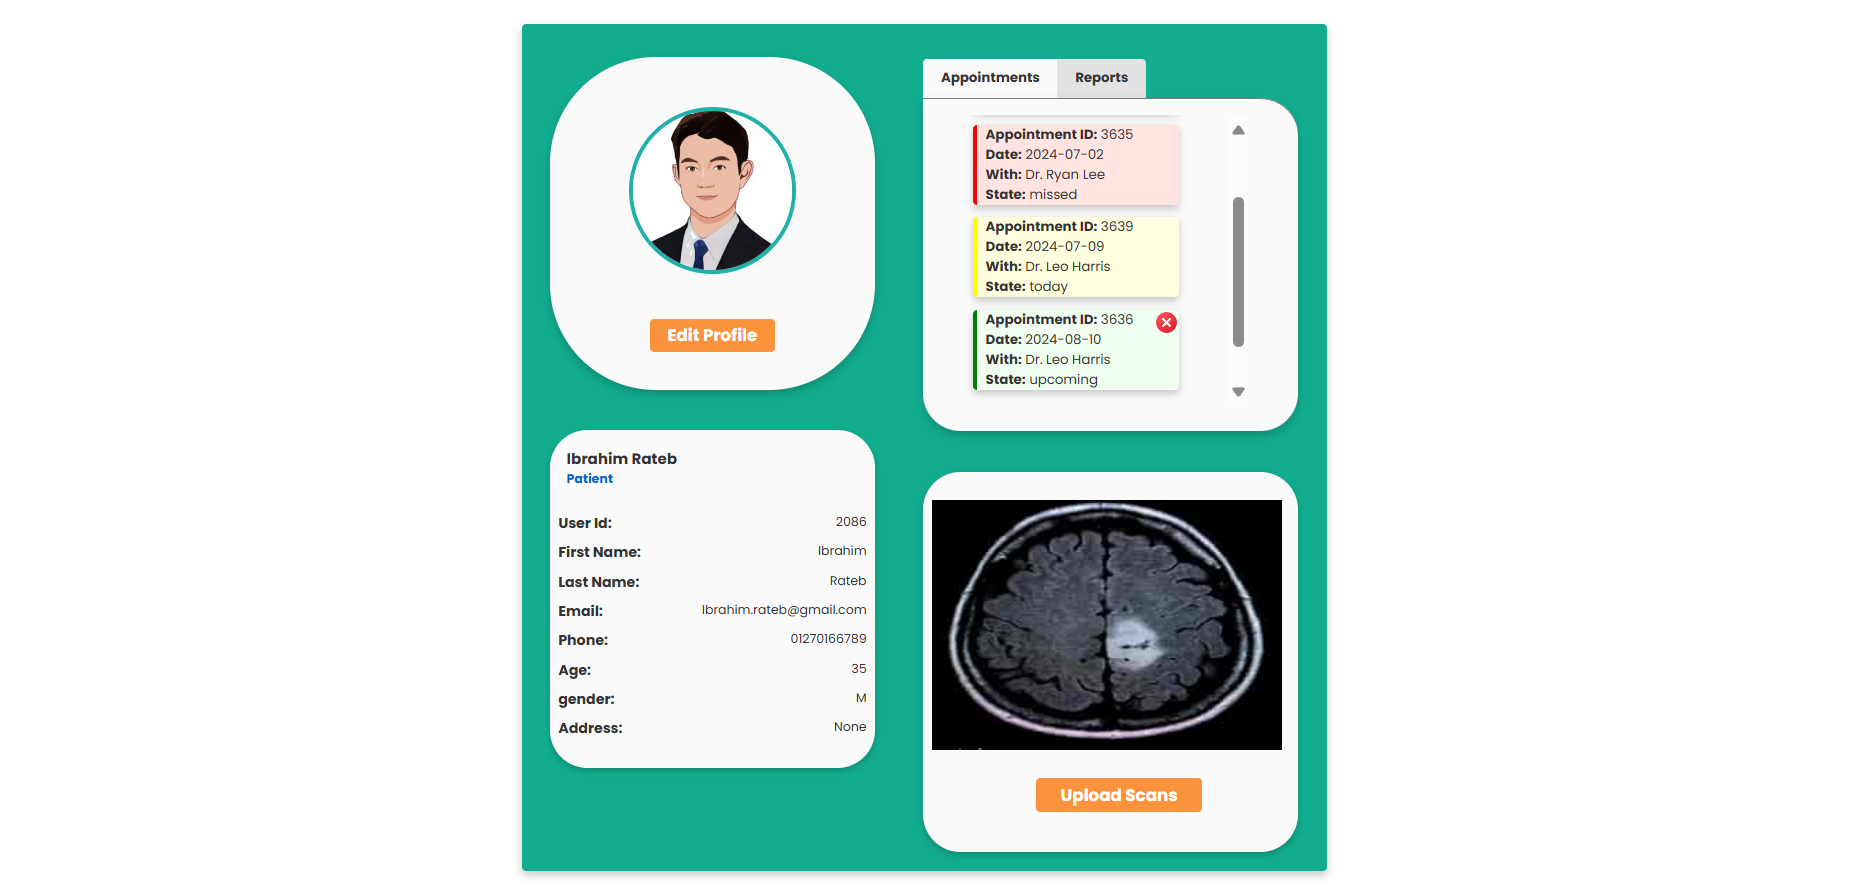 Edit Profile
Ibrahim Rateb
Patient
User Id: 2086
First Name: Ibrahim
Last Name: Rateb
Email: Ibrahim.rateb@gmail.com
Phone: 01270166789
Age: 35
gender: M
Address: None
Appointments Reports
Appointment ID: 3635
Date: 2024-07-02
With: Dr. Ryan Lee
State: missed
Appointment ID: 3639
Date: 2024-07-09
With: Dr. Leo Harris
State: today
Appointment ID: 3636
Date: 2024-08-10
With: Dr. Leo Harris
State: upcoming
Upload Scans